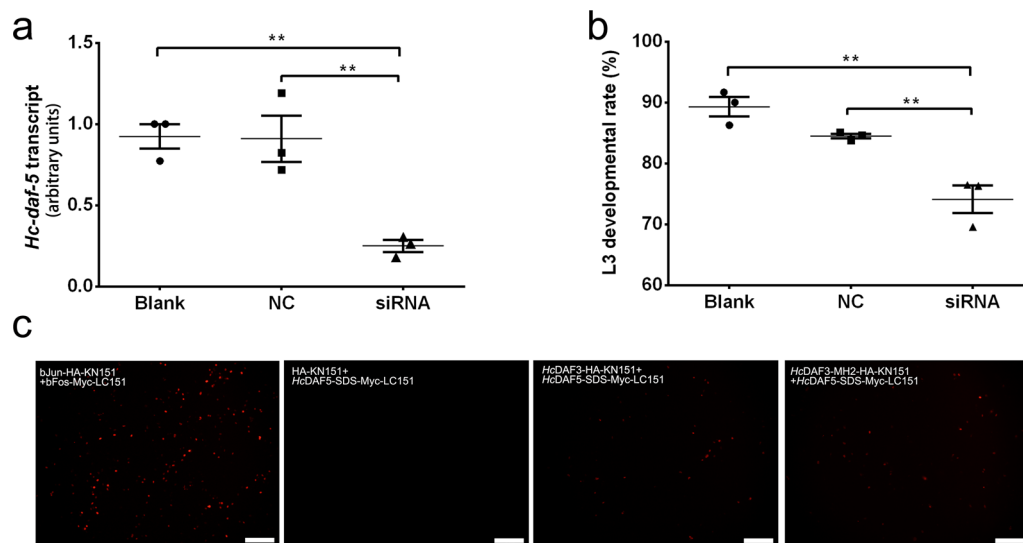 a
Hc-daf-5 transcript
(arbitrary units)
1.5
1.0
0.5
0.0
**
**
Blank
NC
siRNA
b
L3 developmental rate (%)
100
90
80
70
60
**
**
Blank
NC
siRNA
c
bJun-HA-KN151
+bFos-Myc-LC151
HA-KN151+
HcDAF5-SDS-Myc-LC151
HcDAF3-HA-KN151+
HcDAF5-SDS-Myc-LC151
HcDAF3-MH2-HA-KN151
+HcDAF5-SDS-Myc-LC151